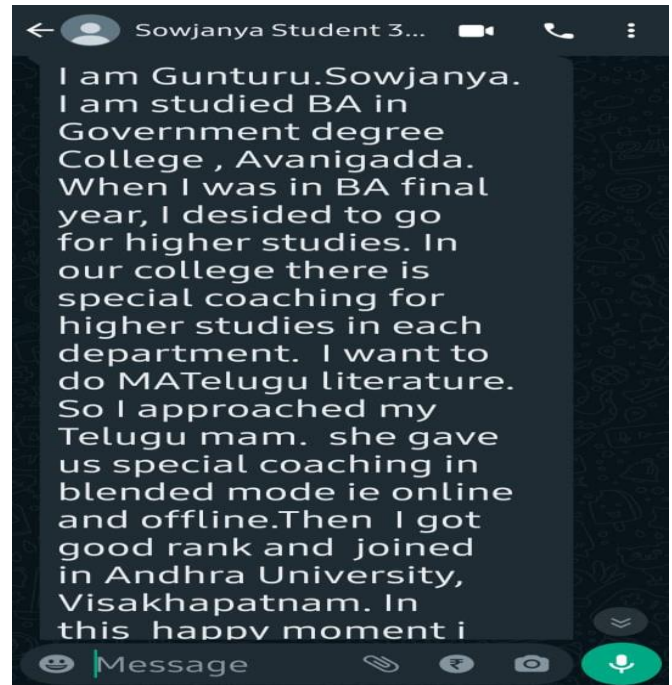 Sowjanya Student 3...
I am Gunturu.Sowjanya.
I am studied BA in
Government degree
College , Avanigadda.
When I was in BA final
year, I desided to go
for higher studies. In
our college there is
special coaching for
higher studies in each
department.  I want to
do MATelugu literature.
So I approached my
Telugu mam.  she gave
us special coaching in
blended mode ie online
and offline.Then  I got
good rank and  joined
in Andhra University,
Visakhapatnam. In
this  happy moment i
Message